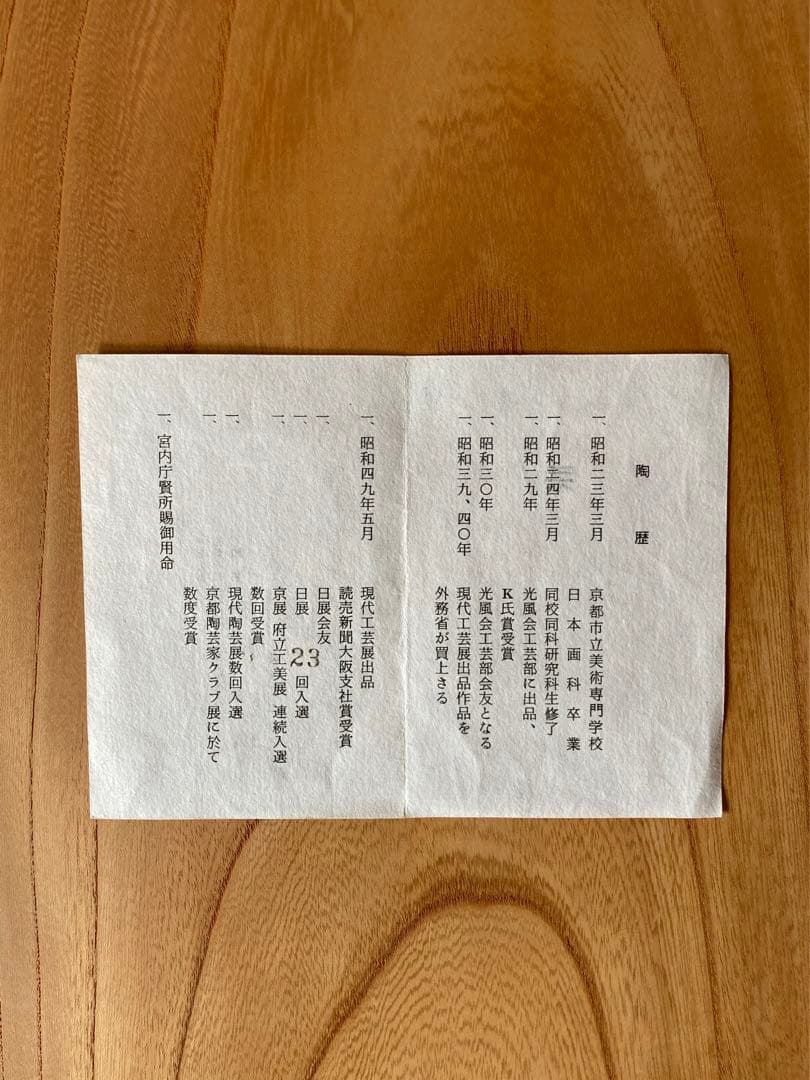 陶歴
一、昭和二三年三月 京都市立美術専門学校
日本画科卒業
一、昭和二四年三月 同校同科研究科生修了
一、昭和二九年 光風会工芸部に出品、
K氏賞受賞
一、昭和三〇年 光風会工芸部会友となる
一、昭和三九、四〇年 現代工芸展出品作品を
外務省が買上さる
一、昭和四九年五月 現代工芸展出品
読売新聞大阪支社賞受賞
一、日展会友
一、日展 23 回入選
一、京展 府立工美展 連続入選
数回受賞
一、現代陶芸展数回入選
一、京都陶芸家クラブ展に於て
数度受賞
一、宮内庁賢所賜御用命